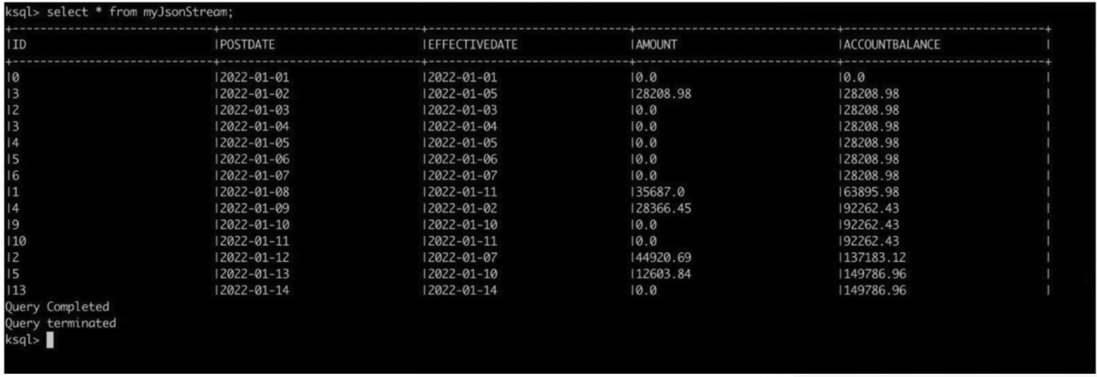 ksql> select * from myJsonStream;
+--------------------+--------------------+--------------------+--------------------+--------------------+
|ID |POSTDATE |EFFECTIVEDATE |AMOUNT |ACCOUNTBALANCE |
+--------------------+--------------------+--------------------+--------------------+--------------------+
|0 |2022-01-01 |2022-01-01 |0.0 |0.0 |
|3 |2022-01-02 |2022-01-05 |28208.98 |28208.98 |
|2 |2022-01-03 |2022-01-03 |0.0 |28208.98 |
|3 |2022-01-04 |2022-01-04 |0.0 |28208.98 |
|4 |2022-01-05 |2022-01-05 |0.0 |28208.98 |
|5 |2022-01-06 |2022-01-06 |0.0 |28208.98 |
|6 |2022-01-07 |2022-01-07 |0.0 |28208.98 |
|1 |2022-01-08 |2022-01-11 |35687.0 |63895.98 |
|4 |2022-01-09 |2022-01-02 |28366.45 |92262.43 |
|9 |2022-01-10 |2022-01-10 |0.0 |92262.43 |
|10 |2022-01-11 |2022-01-11 |0.0 |92262.43 |
|2 |2022-01-12 |2022-01-07 |44920.69 |137183.12 |
|5 |2022-01-13 |2022-01-10 |12603.84 |149786.96 |
|13 |2022-01-14 |2022-01-14 |0.0 |149786.96 |
Query Completed
Query terminated
ksql>